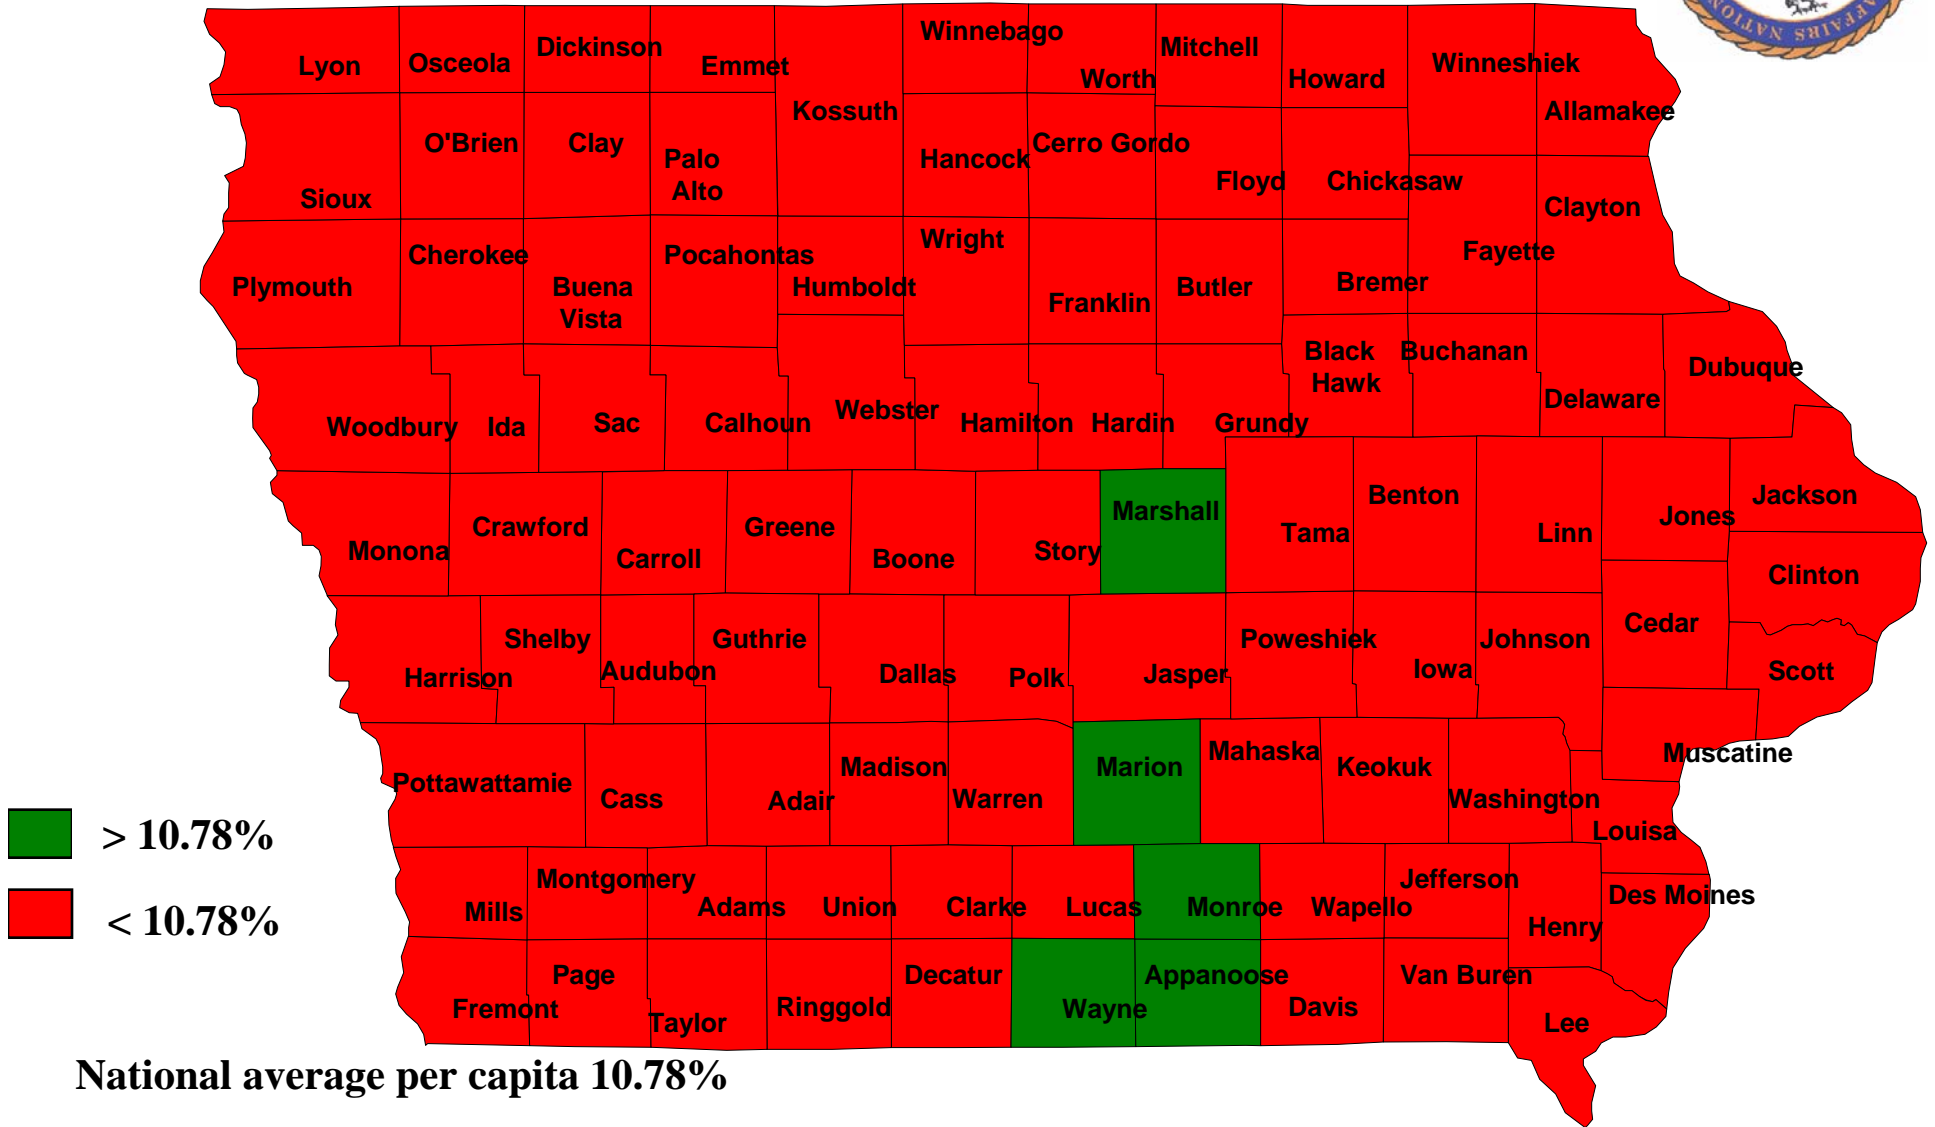 AFFAIRS NATION
Winnebago
Dickinson
Mitchell
Lyon
Osceola
Emmet
Winneshiek
Worth
Howard
Kossuth
Allamakee
O'Brien
Clay
Cerro Gordo
Palo
Alto
Hancock
Floyd
Chickasaw
Sioux
Clayton
Wright
Cherokee
Pocahontas
Fayette
Plymouth
Buena
Vista
Humboldt
Butler
Bremer
Franklin
Black
Hawk
Buchanan
Dubuque
Delaware
Webster
Woodbury
Ida
Sac
Calhoun
Hamilton
Hardin
Grundy
Benton
Jackson
Marshall
Jones
Crawford
Greene
Tama
Linn
Monona
Carroll
Boone
Story
Clinton
Cedar
Shelby
Guthrie
Poweshiek
Johnson
Harrison
Audubon
Dallas
Polk
Jasper
Iowa
Scott
Mahaska
Muscatine
Madison
Marion
Keokuk
Pottawattamie
Cass
Adair
Warren
Washington
> 10.78%
Louisa
Montgomery
Jefferson
Des Moines
Mills
Adams
Union
Clarke
Lucas
Monroe
Wapello
< 10.78%
Henry
Page
Decatur
Appanoose
Van Buren
Fremont
Taylor
Ringgold
Wayne
Davis
Lee
National average per capita 10.78%